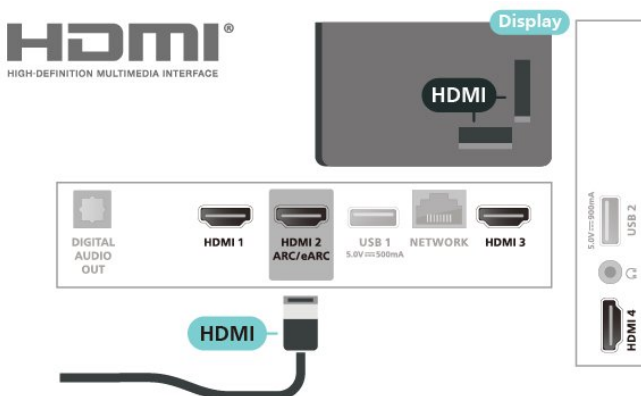 HDMI®
HIGH-DEFINITION MULTIMEDIA INTERFACE
Display
HDMI
DIGITAL
AUDIO
OUT
HDMI 1
HDMI 2
ARC/eARC
USB 1
5.0V⎓500mA
NETWORK
HDMI 3
HDMI
5.0V⎓900mA
USB 2
HDMI 4